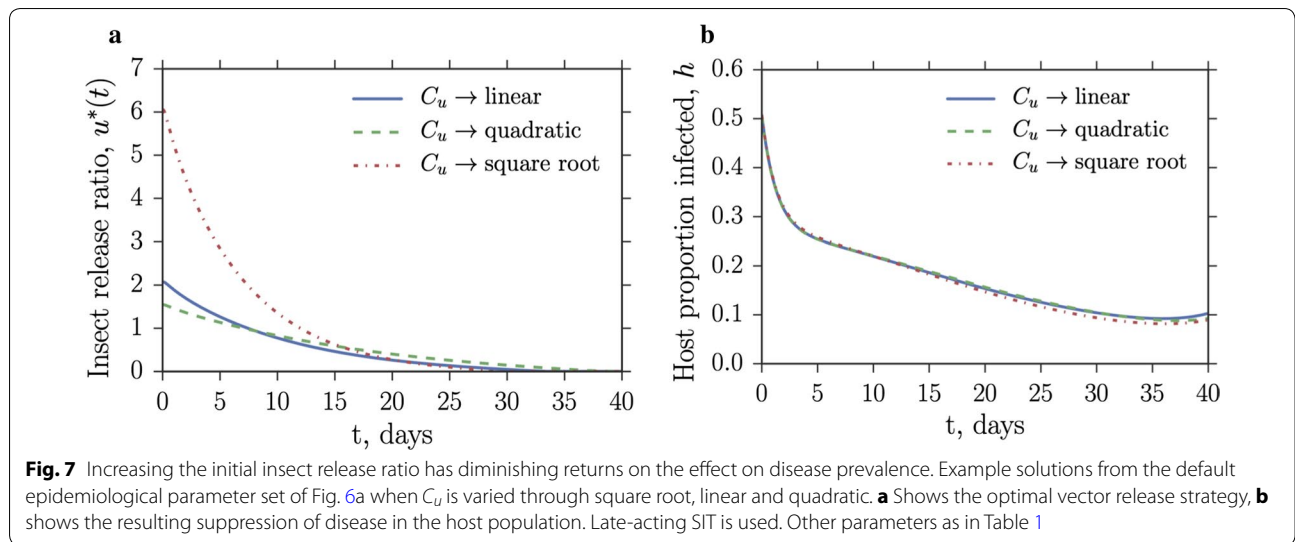 a
7
6
5
4
3
2
1
0
Insect release ratio, u*(t)
C_u → linear
C_u → quadratic
C_u → square root
0 5 10 15 20 25 30 35 40
t, days
b
0.6
0.5
0.4
0.3
0.2
0.1
0.0
Host proportion infected, h
C_u → linear
C_u → quadratic
C_u → square root
0 5 10 15 20 25 30 35 40
t, days
Fig. 7 Increasing the initial insect release ratio has diminishing returns on the effect on disease prevalence. Example solutions from the default
epidemiological parameter set of Fig. 6a when C_u is varied through square root, linear and quadratic. a Shows the optimal vector release strategy, b
shows the resulting suppression of disease in the host population. Late-acting SIT is used. Other parameters as in Table 1